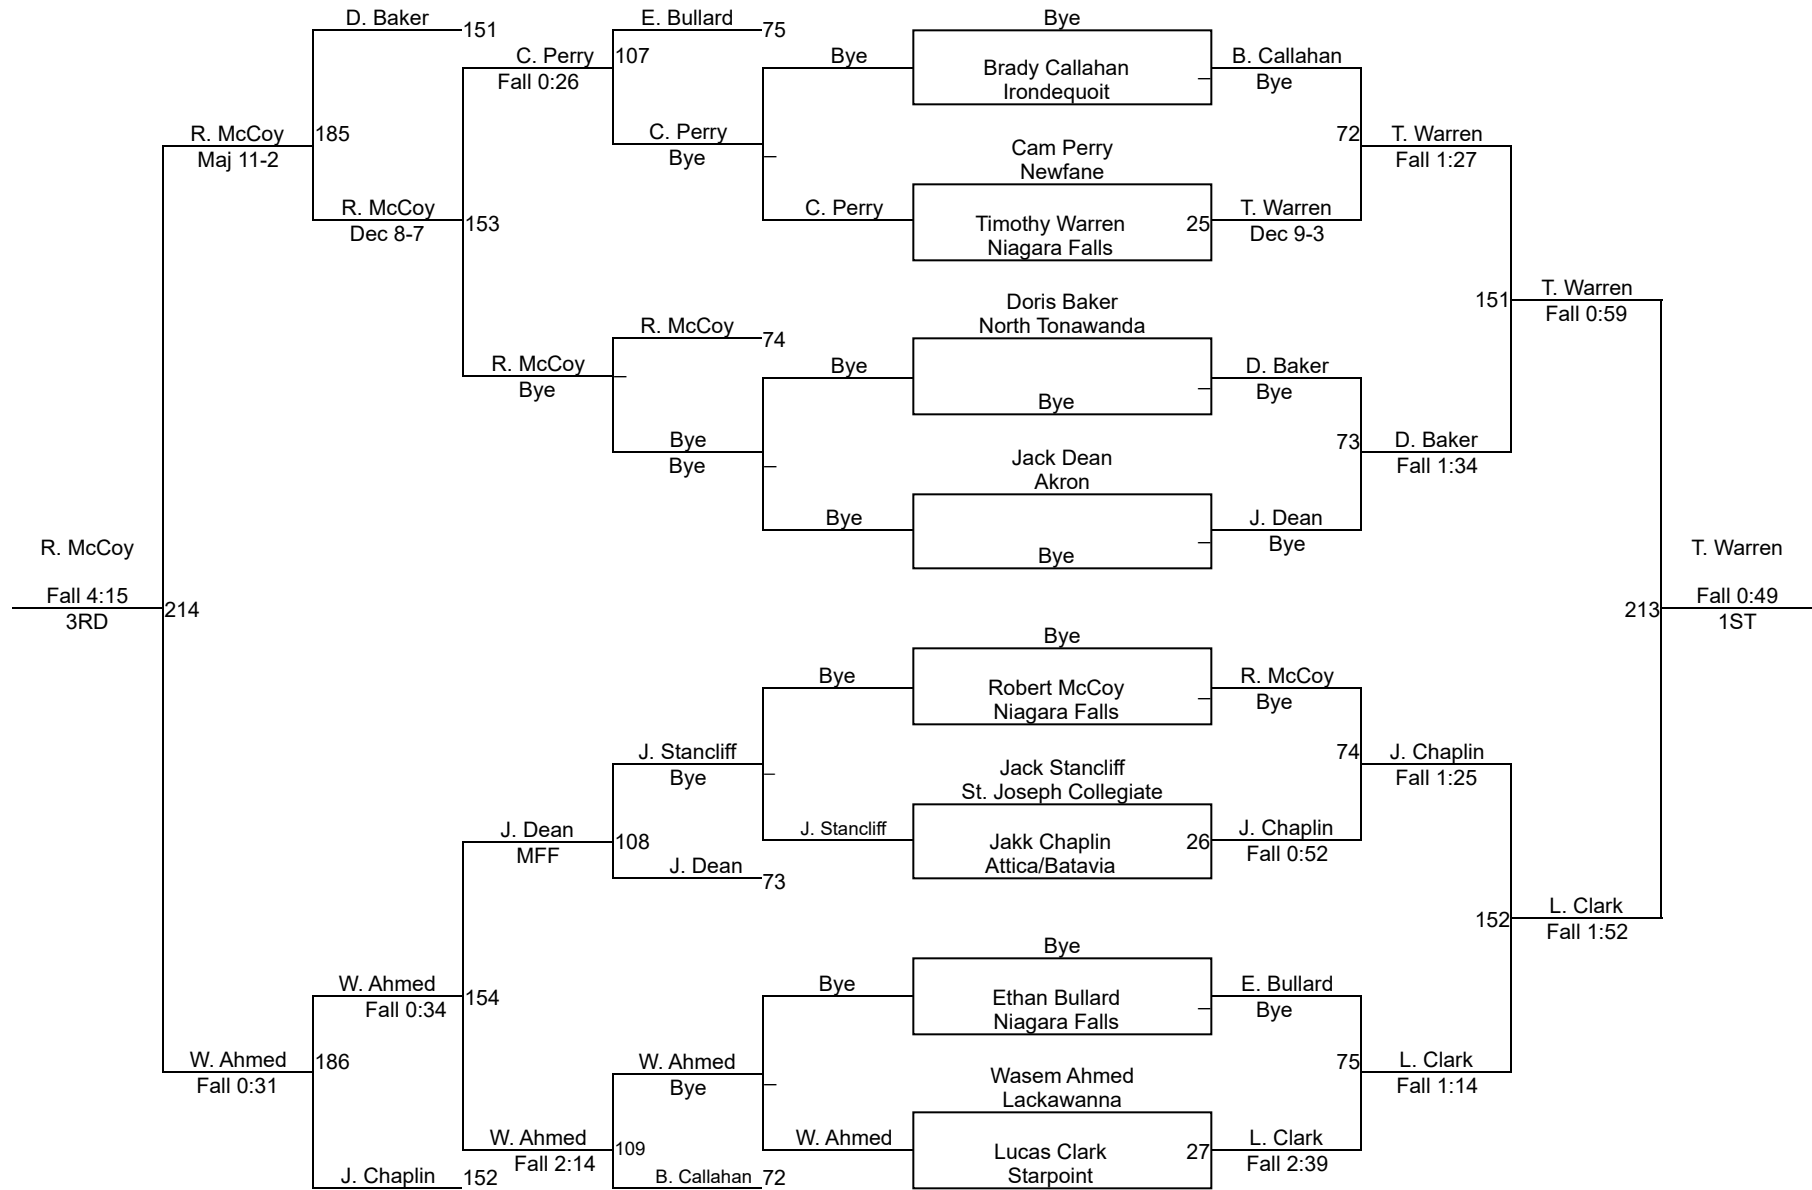 D. Baker
151
E. Bullard
75
Bye
C. Perry
107
Fall 0:26
Bye
Brady Callahan
Irondequoit
B. Callahan
Bye
R. McCoy
185
Maj 11-2
C. Perry
Bye
Cam Perry
Newfane
72
T. Warren
Fall 1:27
R. McCoy
153
Dec 8-7
C. Perry
Timothy Warren
25
Niagara Falls
T. Warren
Dec 9-3
Doris Baker
North Tonawanda
151
T. Warren
Fall 0:59
R. McCoy
74
R. McCoy
Bye
Bye
Bye
D. Baker
Bye
Bye
Bye
Jack Dean
Akron
73
D. Baker
Fall 1:34
Bye
Bye
J. Dean
Bye
R. McCoy
Fall 4:15
3RD
214
T. Warren
213
Fall 0:49
1ST
Bye
Bye
Robert McCoy
Niagara Falls
R. McCoy
Bye
J. Stancliff
Bye
Jack Stancliff
St. Joseph Collegiate
74
J. Chaplin
Fall 1:25
J. Dean
108
MFF
J. Stancliff
Jakk Chaplin
26
Attica/Batavia
J. Chaplin
Fall 0:52
J. Dean
73
152
L. Clark
Fall 1:52
Bye
W. Ahmed
154
Fall 0:34
Bye
Ethan Bullard
Niagara Falls
E. Bullard
Bye
W. Ahmed
186
Fall 0:31
W. Ahmed
Bye
Wasem Ahmed
Lackawanna
75
L. Clark
Fall 1:14
W. Ahmed
109
Fall 2:14
W. Ahmed
Lucas Clark
27
Starpoint
L. Clark
Fall 2:39
J. Chaplin
152
B. Callahan
72